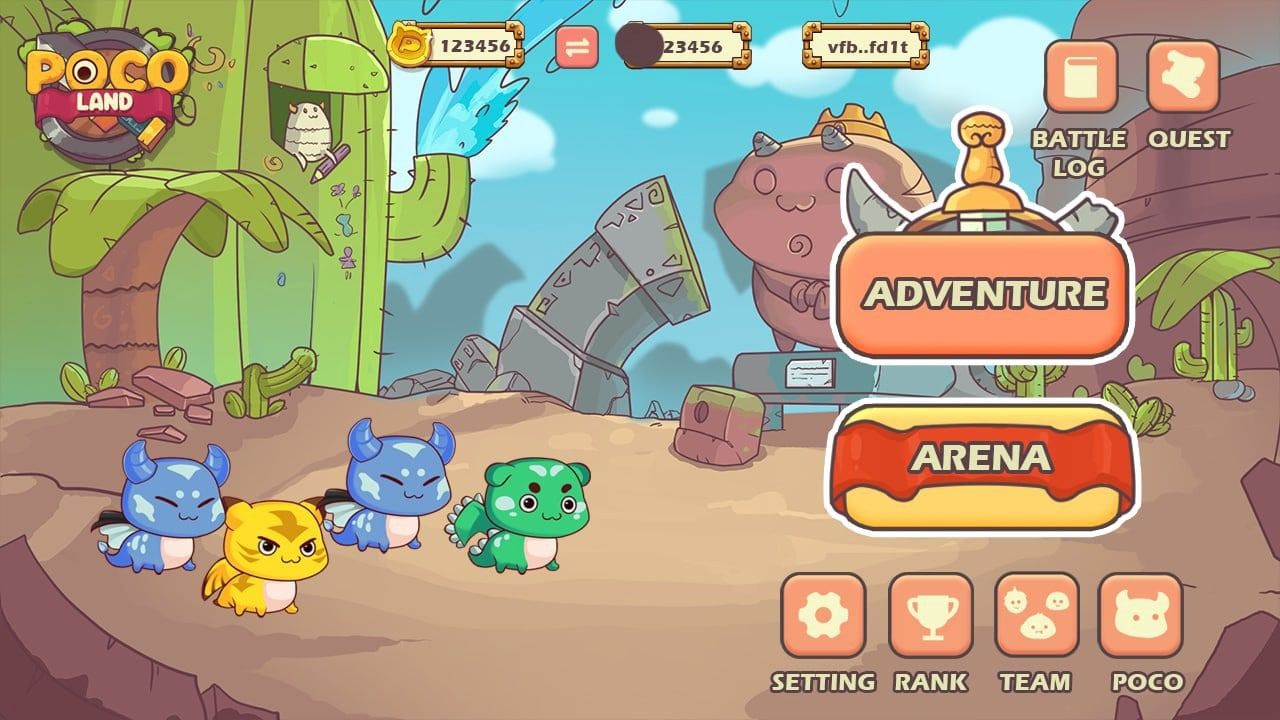 POCO
LAND
123456
23456
vfb..fd1t
BATTLE
LOG
QUEST
ADVENTURE
ARENA
SETTING
RANK
TEAM
POCO